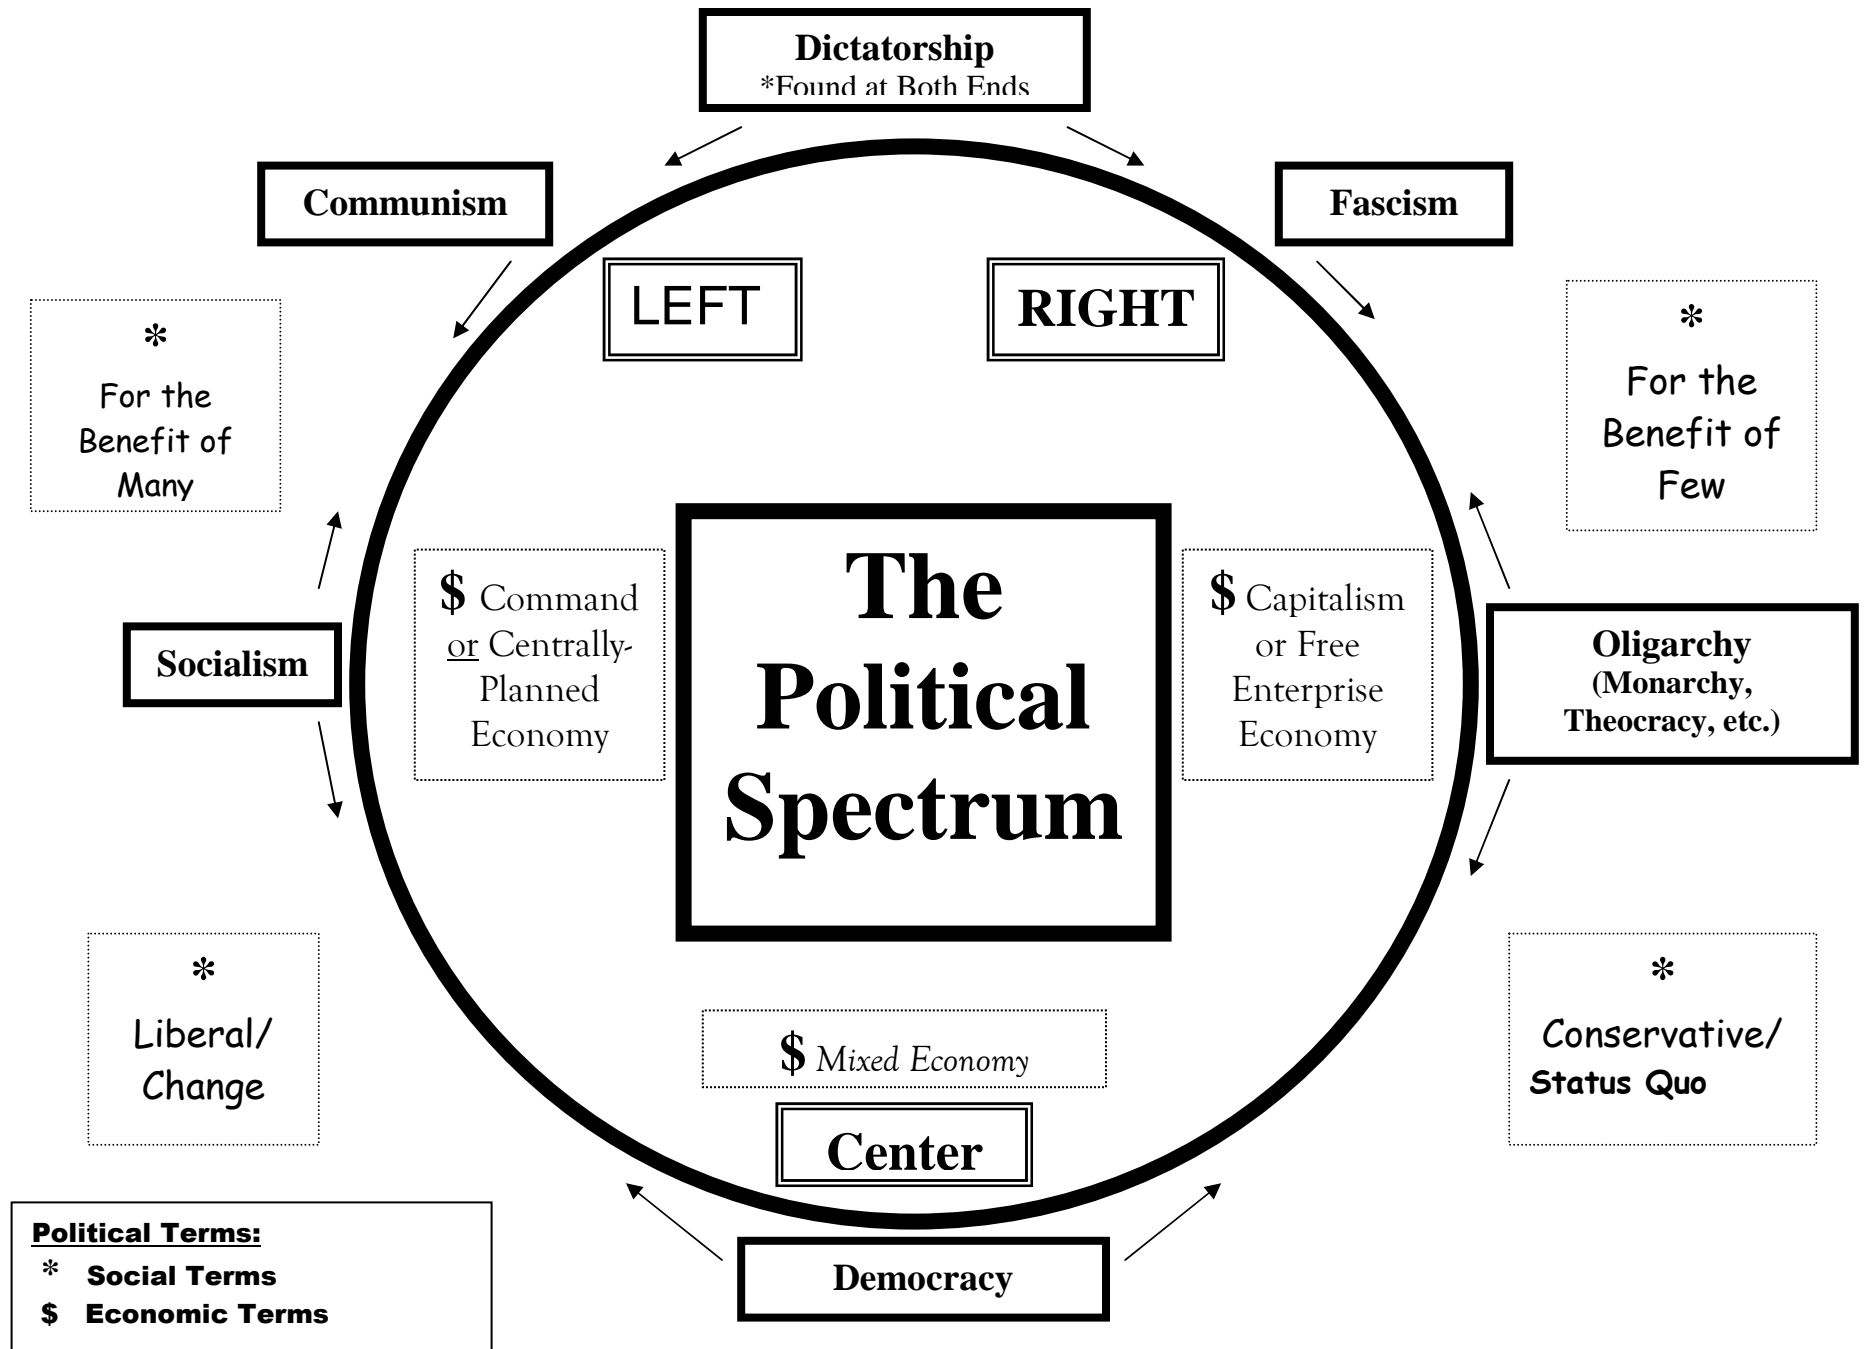 Dictatorship
*Found at Both Ends
Communism
Fascism
LEFT
RIGHT
*
For the
Benefit of
Many
*
For the
Benefit of
Few
The
Political
Spectrum
$ Command
or Centrally-
Planned
Economy
$ Capitalism
or Free
Enterprise
Economy
Socialism
Oligarchy
(Monarchy,
Theocracy, etc.)
*
Liberal/
Change
*
Conservative/
Status Quo
$ Mixed Economy
Center
Democracy
Political Terms:
* Social Terms
$ Economic Terms